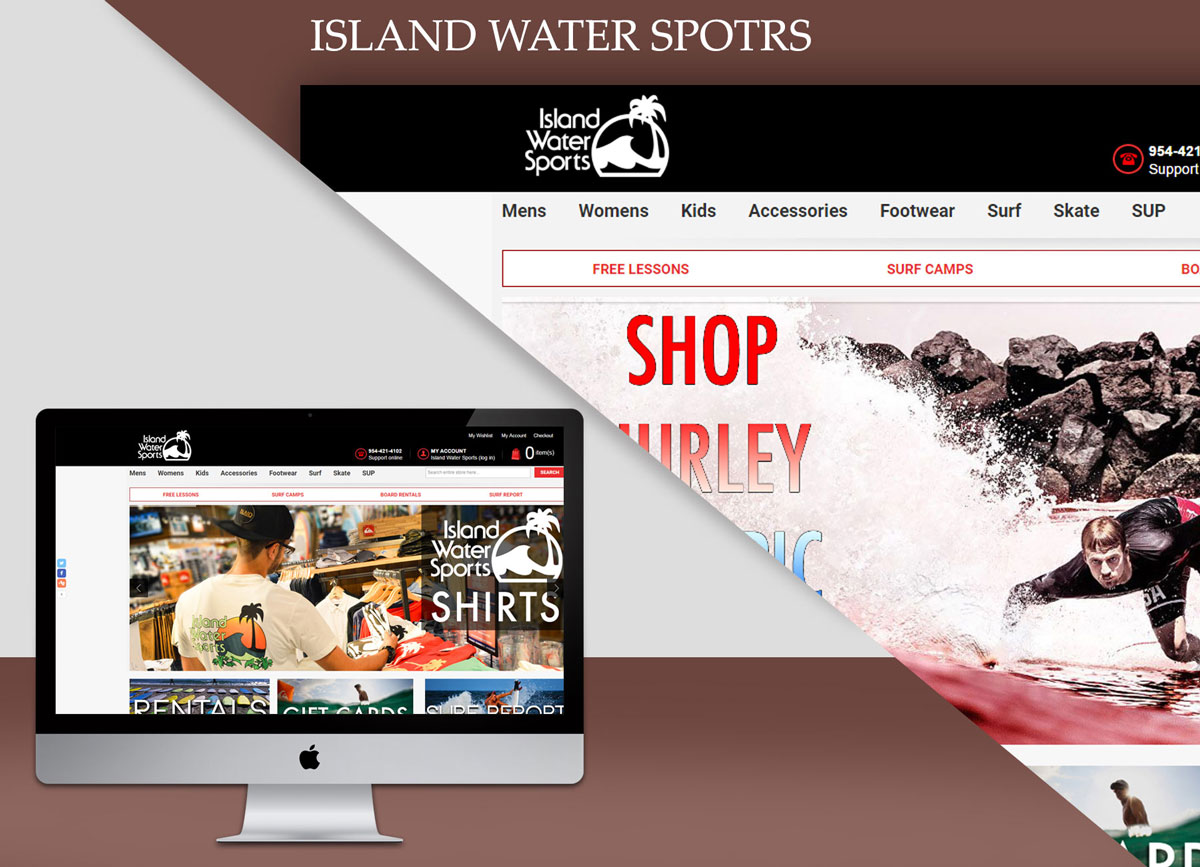 ISLAND WATER SPOTRS
Island
Water
Sports
954-421
Support
Mens Womens Kids Accessories Footwear Surf Skate SUP
FREE LESSONS SURF CAMPS BO
SHOP
URLEY
IC
Island
Water
Sports
My Wishlist My Account Checkout
954-421-4102
Support online
MY ACCOUNT
Island Water Sports (log in)
0 item(s)
Mens Womens Kids Accessories Footwear Surf Skate SUP
Search entire store here...
SEARCH
FREE LESSONS SURF CAMPS BOARD RENTALS SURF REPORT
Island
Water
Sports
SHIRTS
Island
Water
Sports
RENTALS GIFT CARDS SURF REPORT